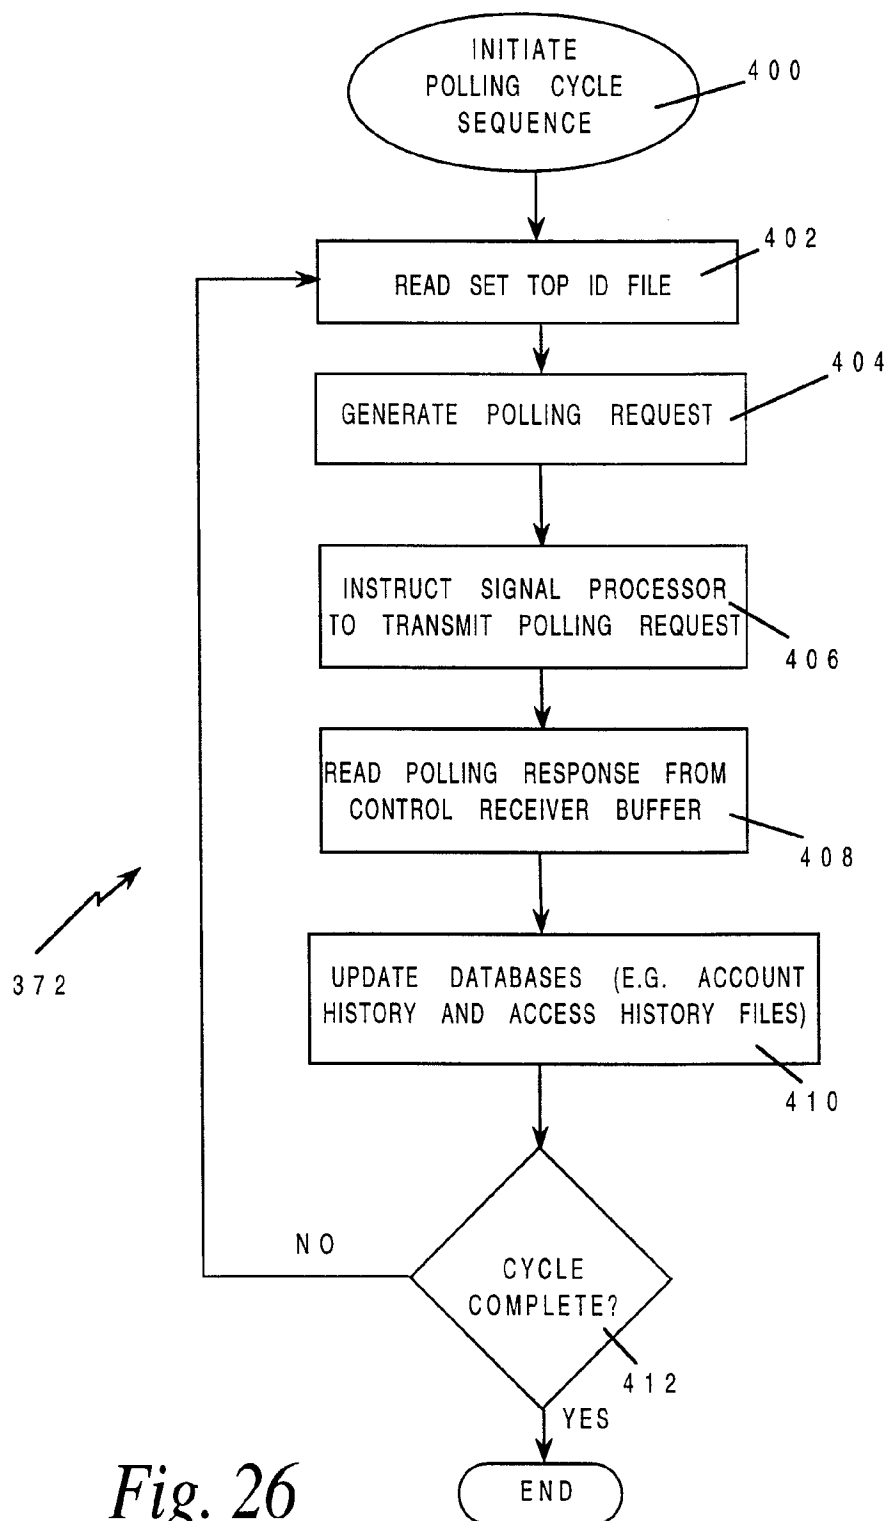 INITIATE
POLLING CYCLE
SEQUENCE
400
402
READ SET TOP ID FILE
404
GENERATE POLLING REQUEST
INSTRUCT SIGNAL PROCESSOR
TO TRANSMIT POLLING REQUEST
406
READ POLLING RESPONSE FROM
CONTROL RECEIVER BUFFER
408
372
UPDATE DATABASES (E.G. ACCOUNT
HISTORY AND ACCESS HISTORY FILES)
410
NO
CYCLE
COMPLETE?
412
YES
END
Fig. 26